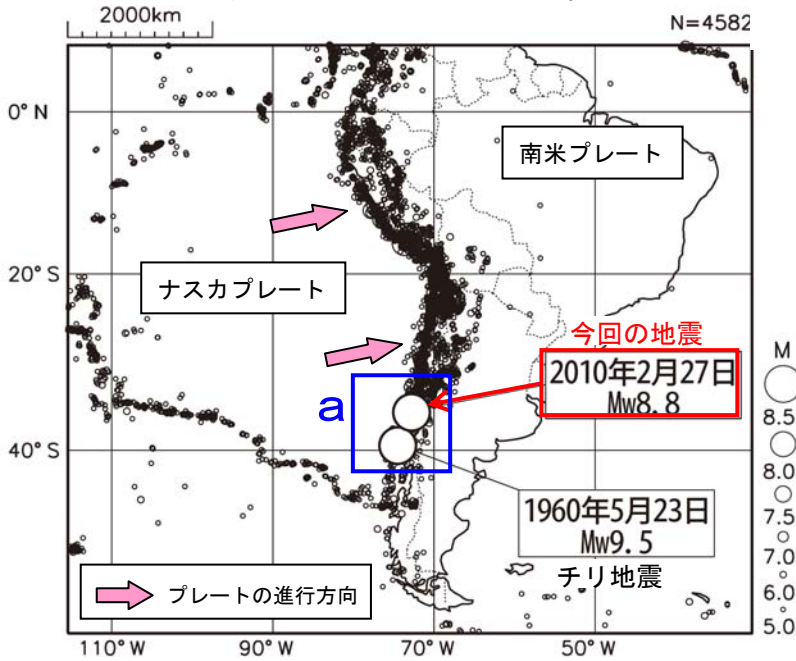 2000km
N=4582
0°N
南米プレート
20°S
ナスカプレート
今回の地震
2010年2月27日
Mw8.8
a
M
8.5
8.0
7.5
7.0
6.0
5.0
40°S
1960年5月23日
Mw9.5
チリ地震
プレートの進行方向
110°W
90°W
70°W
50°W